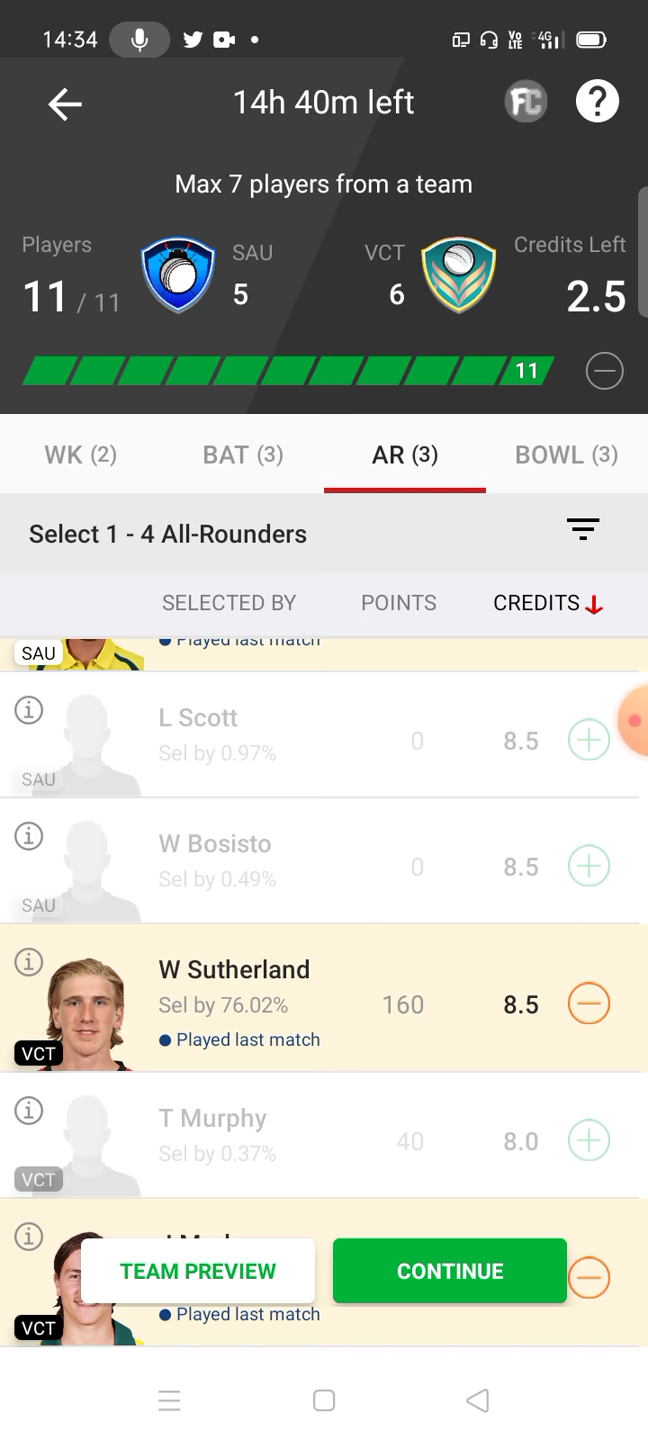 14:34
Vo LTE 4G
14h 40m left
FC ?
Max 7 players from a team
Players SAU VCT Credits Left
11 / 11 5 6 2.5
11
WK (2) BAT (3) AR (3) BOWL (3)
Select 1 - 4 All-Rounders
SELECTED BY POINTS CREDITS
SAU Played last match
L Scott
Sel by 0.97% 0 8.5
SAU
W Bosisto
Sel by 0.49% 0 8.5
SAU
W Sutherland
Sel by 76.02% 160 8.5
VCT Played last match
T Murphy
Sel by 0.37% 40 8.0
VCT
TEAM PREVIEW CONTINUE
VCT Played last match